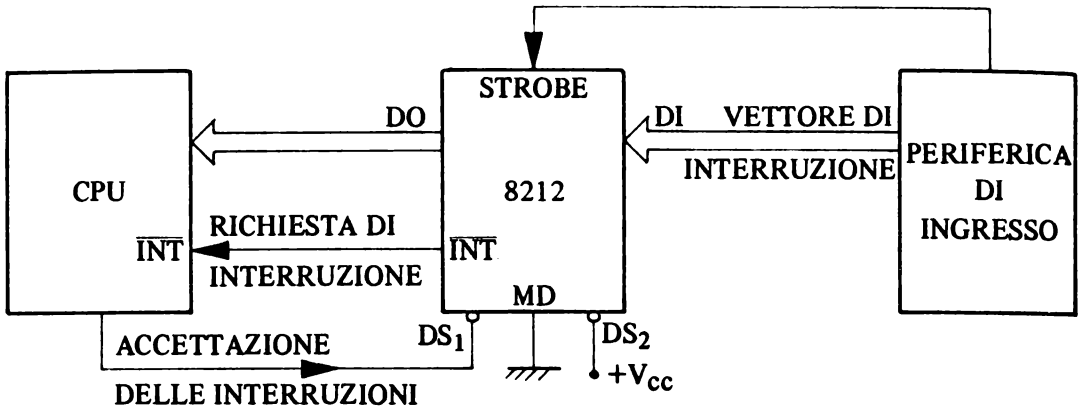 STROBE
DO
DI VETTORE DI
INTERRUZIONE
PERIFERICA
DI
INGRESSO
CPU
8212
RICHIESTA DI
INTERRUZIONE
INT
INT
MD
DS1
DS2
ACCETTAZIONE
DELLE INTERRUZIONI
+Vcc